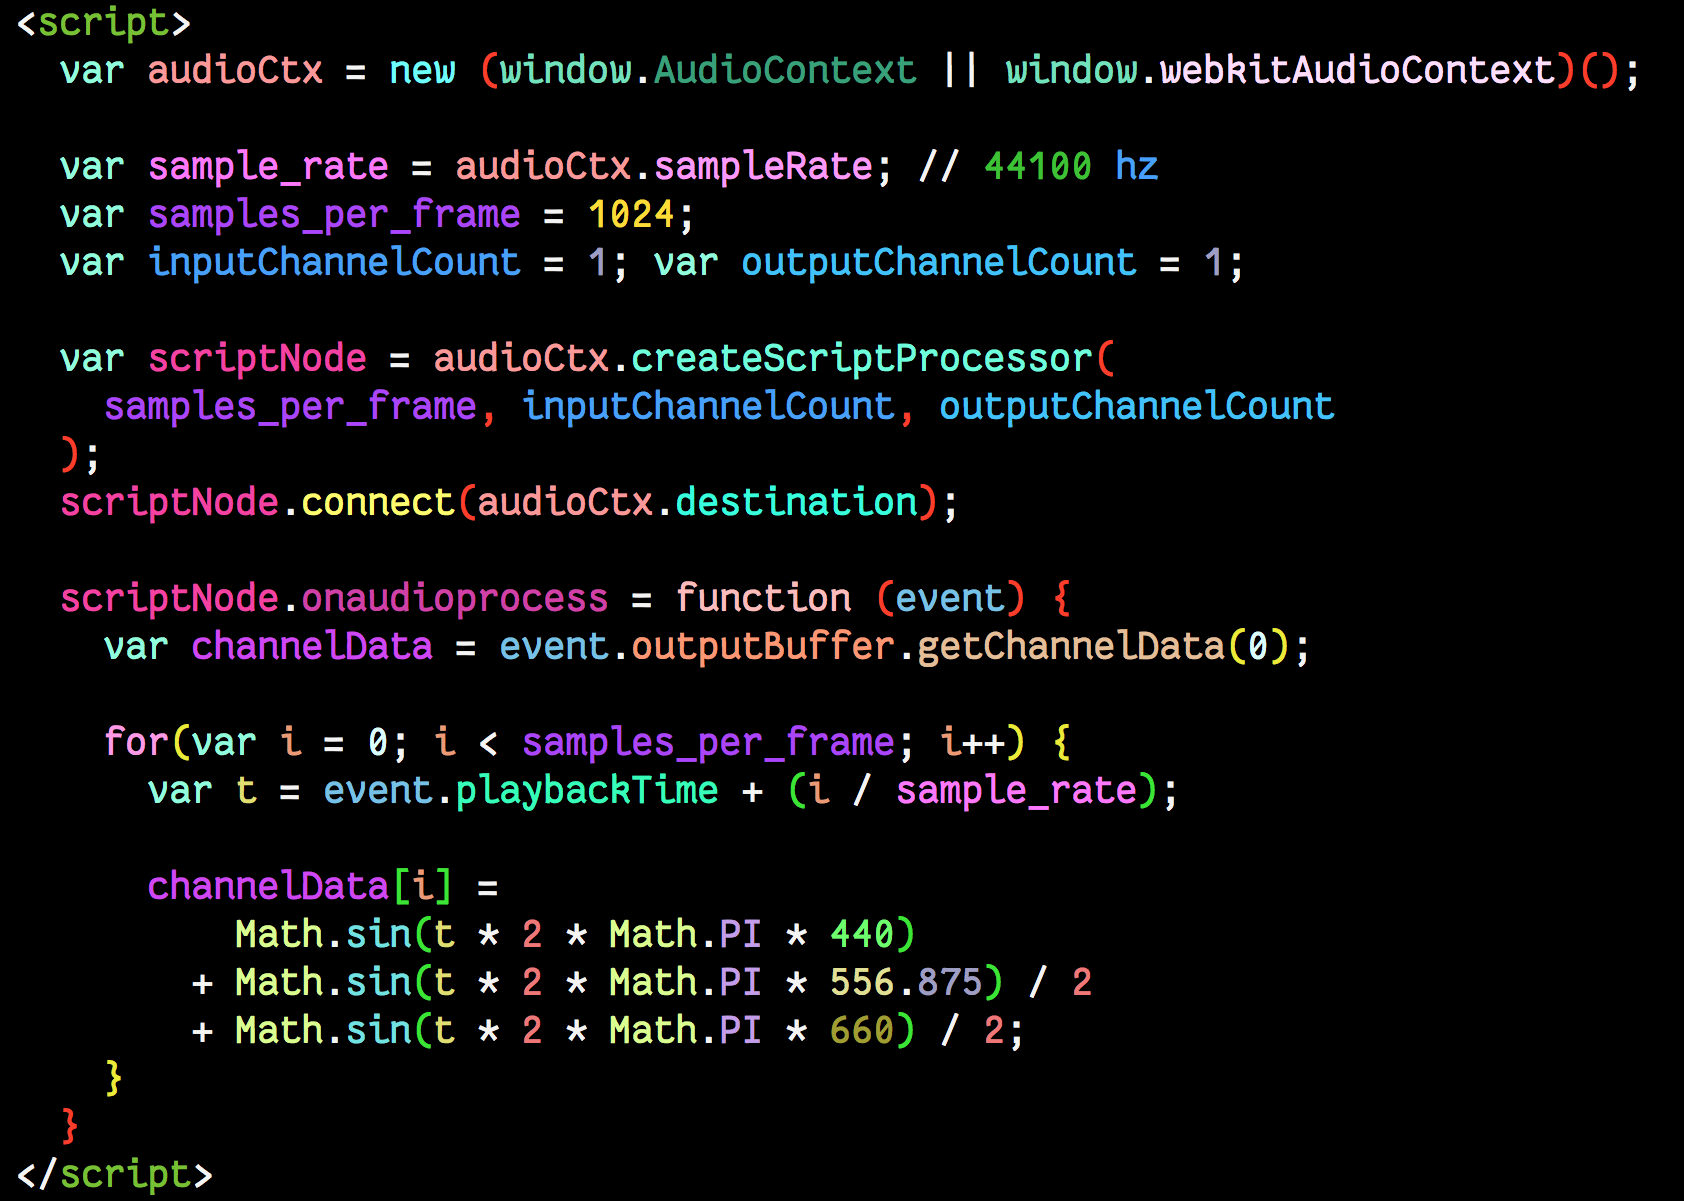 <script>
var audioCtx = new (window.AudioContext || window.webkitAudioContext)();
var sample_rate = audioCtx.sampleRate; // 44100 hz
var samples_per_frame = 1024;
var inputChannelCount = 1; var outputChannelCount = 1;
var scriptNode = audioCtx.createScriptProcessor(
samples_per_frame, inputChannelCount, outputChannelCount
);
scriptNode.connect(audioCtx.destination);
scriptNode.onaudioprocess = function (event) {
var channelData = event.outputBuffer.getChannelData(0);
for(var i = 0; i < samples_per_frame; i++) {
var t = event.playbackTime + (i / sample_rate);
channelData[i] =
Math.sin(t * 2 * Math.PI * 440)
+ Math.sin(t * 2 * Math.PI * 556.875) / 2
+ Math.sin(t * 2 * Math.PI * 660) / 2;
}
}
</script>